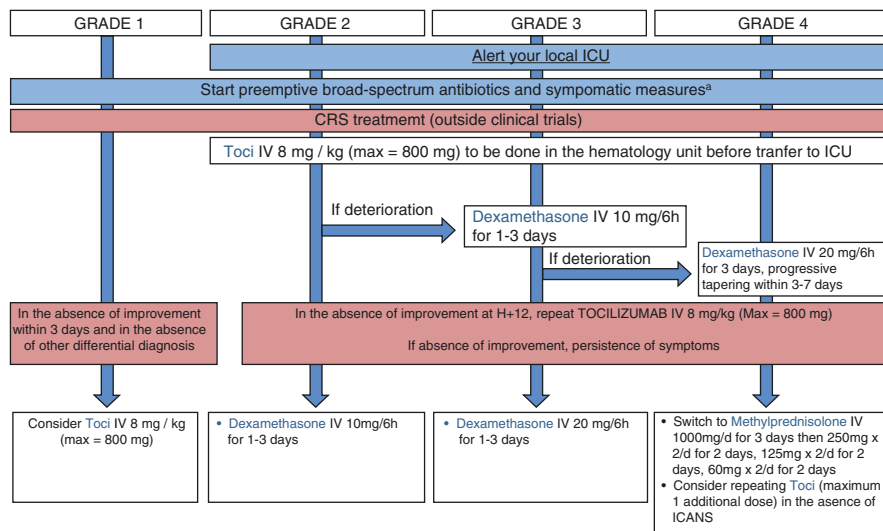 GRADE 1
GRADE 2
GRADE 3
GRADE 4
Alert your local ICU
Start preemptive broad-spectrum antibiotics and sympomatic measuresᵃ
CRS treatmemt (outside clinical trials)
Toci IV 8 mg / kg (max = 800 mg) to be done in the hematology unit before tranfer to ICU
If deterioration
Dexamethasone IV 10 mg/6h
for 1-3 days
If deterioration
Dexamethasone IV 20 mg/6h
for 3 days, progressive
tapering within 3-7 days
In the absence of improvement
within 3 days and in the absence
of other differential diagnosis
In the absence of improvement at H+12, repeat TOCILIZUMAB IV 8 mg/kg (Max = 800 mg)
If absence of improvement, persistence of symptoms
Consider Toci IV 8 mg / kg
(max = 800 mg)
• Dexamethasone IV 10mg/6h
for 1-3 days
• Dexamethasone IV 20 mg/6h
for 1-3 days
• Switch to Methylprednisolone IV
1000mg/d for 3 days then 250mg x
2/d for 2 days, 125mg x 2/d for 2
days, 60mg x 2/d for 2 days
• Consider repeating Toci (maximum
1 additional dose) in the asence of
ICANS